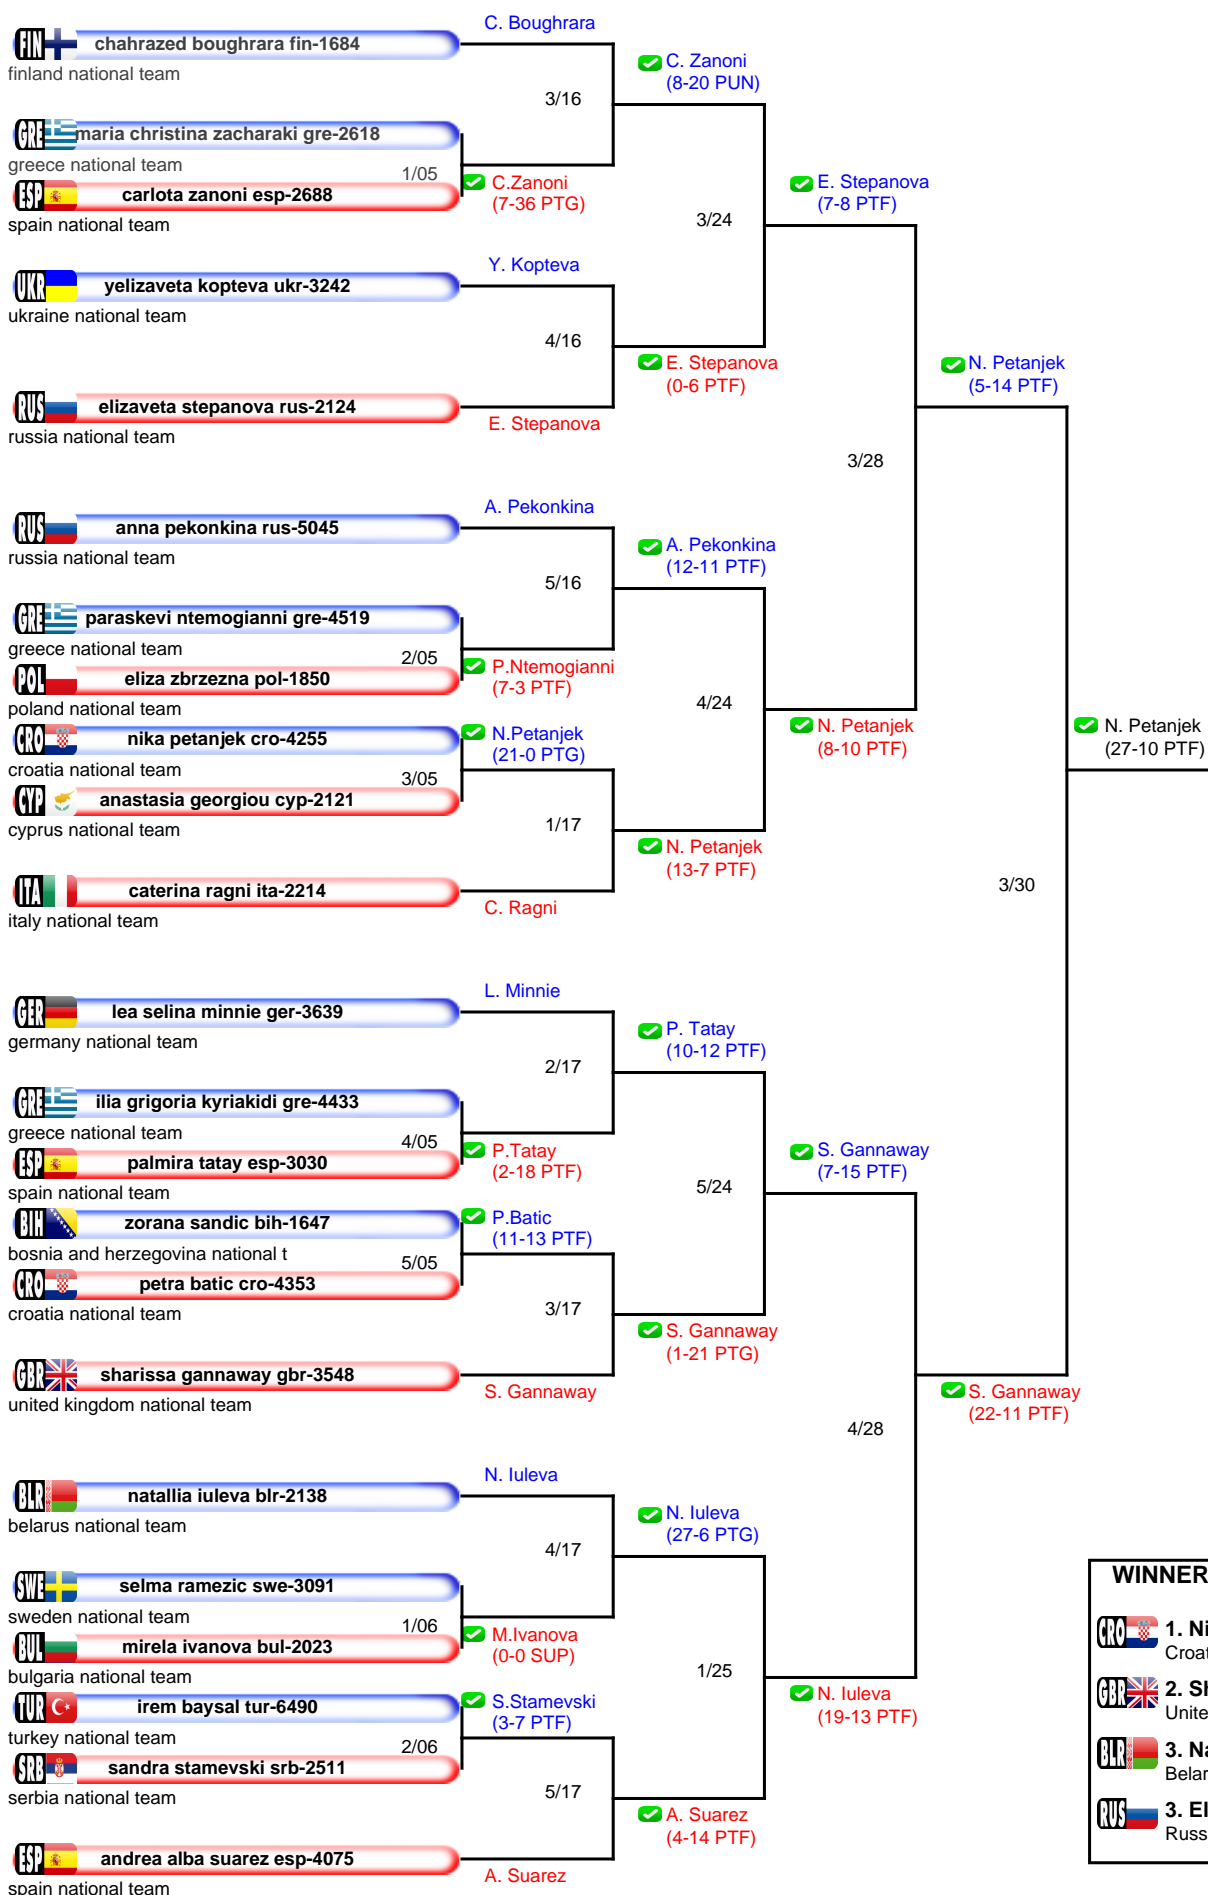 C. Boughrara
FIN chahrazed boughrara fin-1684
finland national team
C. Zanoni
(8-20 PUN)
3/16
GRE maria christina zacharaki gre-2618
greece national team
1/05
ESP carlota zanoni esp-2688
spain national team
C.Zanoni
(7-36 PTG)
E. Stepanova
(7-8 PTF)
3/24
Y. Kopteva
UKR yelizaveta kopteva ukr-3242
ukraine national team
4/16
E. Stepanova
(0-6 PTF)
N. Petanjek
(5-14 PTF)
RUS elizaveta stepanova rus-2124
russia national team
E. Stepanova
3/28
A. Pekonkina
RUS anna pekonkina rus-5045
russia national team
A. Pekonkina
(12-11 PTF)
5/16
GRE paraskevi ntemogianni gre-4519
greece national team
2/05
POL eliza zbrzezna pol-1850
poland national team
P.Ntemogianni
(7-3 PTF)
4/24
CRO nika petanjek cro-4255
croatia national team
N.Petanjek
(21-0 PTG)
N. Petanjek
(8-10 PTF)
N. Petanjek
(27-10 PTF)
3/05
CYP anastasia georgiou cyp-2121
cyprus national team
1/17
N. Petanjek
(13-7 PTF)
ITA caterina ragni ita-2214
italy national team
C. Ragni
3/30
L. Minnie
GER lea selina minnie ger-3639
germany national team
P. Tatay
(10-12 PTF)
2/17
GRE ilia grigoria kyriakidi gre-4433
greece national team
4/05
ESP palmira tatay esp-3030
spain national team
P.Tatay
(2-18 PTF)
S. Gannaway
(7-15 PTF)
5/24
BIH zorana sandic bih-1647
bosnia and herzegovina national t
P.Batic
(11-13 PTF)
5/05
CRO petra batic cro-4353
croatia national team
3/17
S. Gannaway
(1-21 PTG)
GBR sharissa gannaway gbr-3548
united kingdom national team
S. Gannaway
S. Gannaway
(22-11 PTF)
4/28
N. Iuleva
BLR natallia iuleva blr-2138
belarus national team
N. Iuleva
(27-6 PTG)
4/17
SWE selma ramezic swe-3091
sweden national team
1/06
BUL mirela ivanova bul-2023
bulgaria national team
M.Ivanova
(0-0 SUP)
1/25
TUR irem baysal tur-6490
turkey national team
S.Stamevski
(3-7 PTF)
N. Iuleva
(19-13 PTF)
2/06
SRB sandra stamevski srb-2511
serbia national team
5/17
A. Suarez
(4-14 PTF)
ESP andrea alba suarez esp-4075
spain national team
A. Suarez
WINNER
CRO 1. Ni
Croat
GBR 2. Sh
Unite
BLR 3. Na
Belar
RUS 3. El
Russ